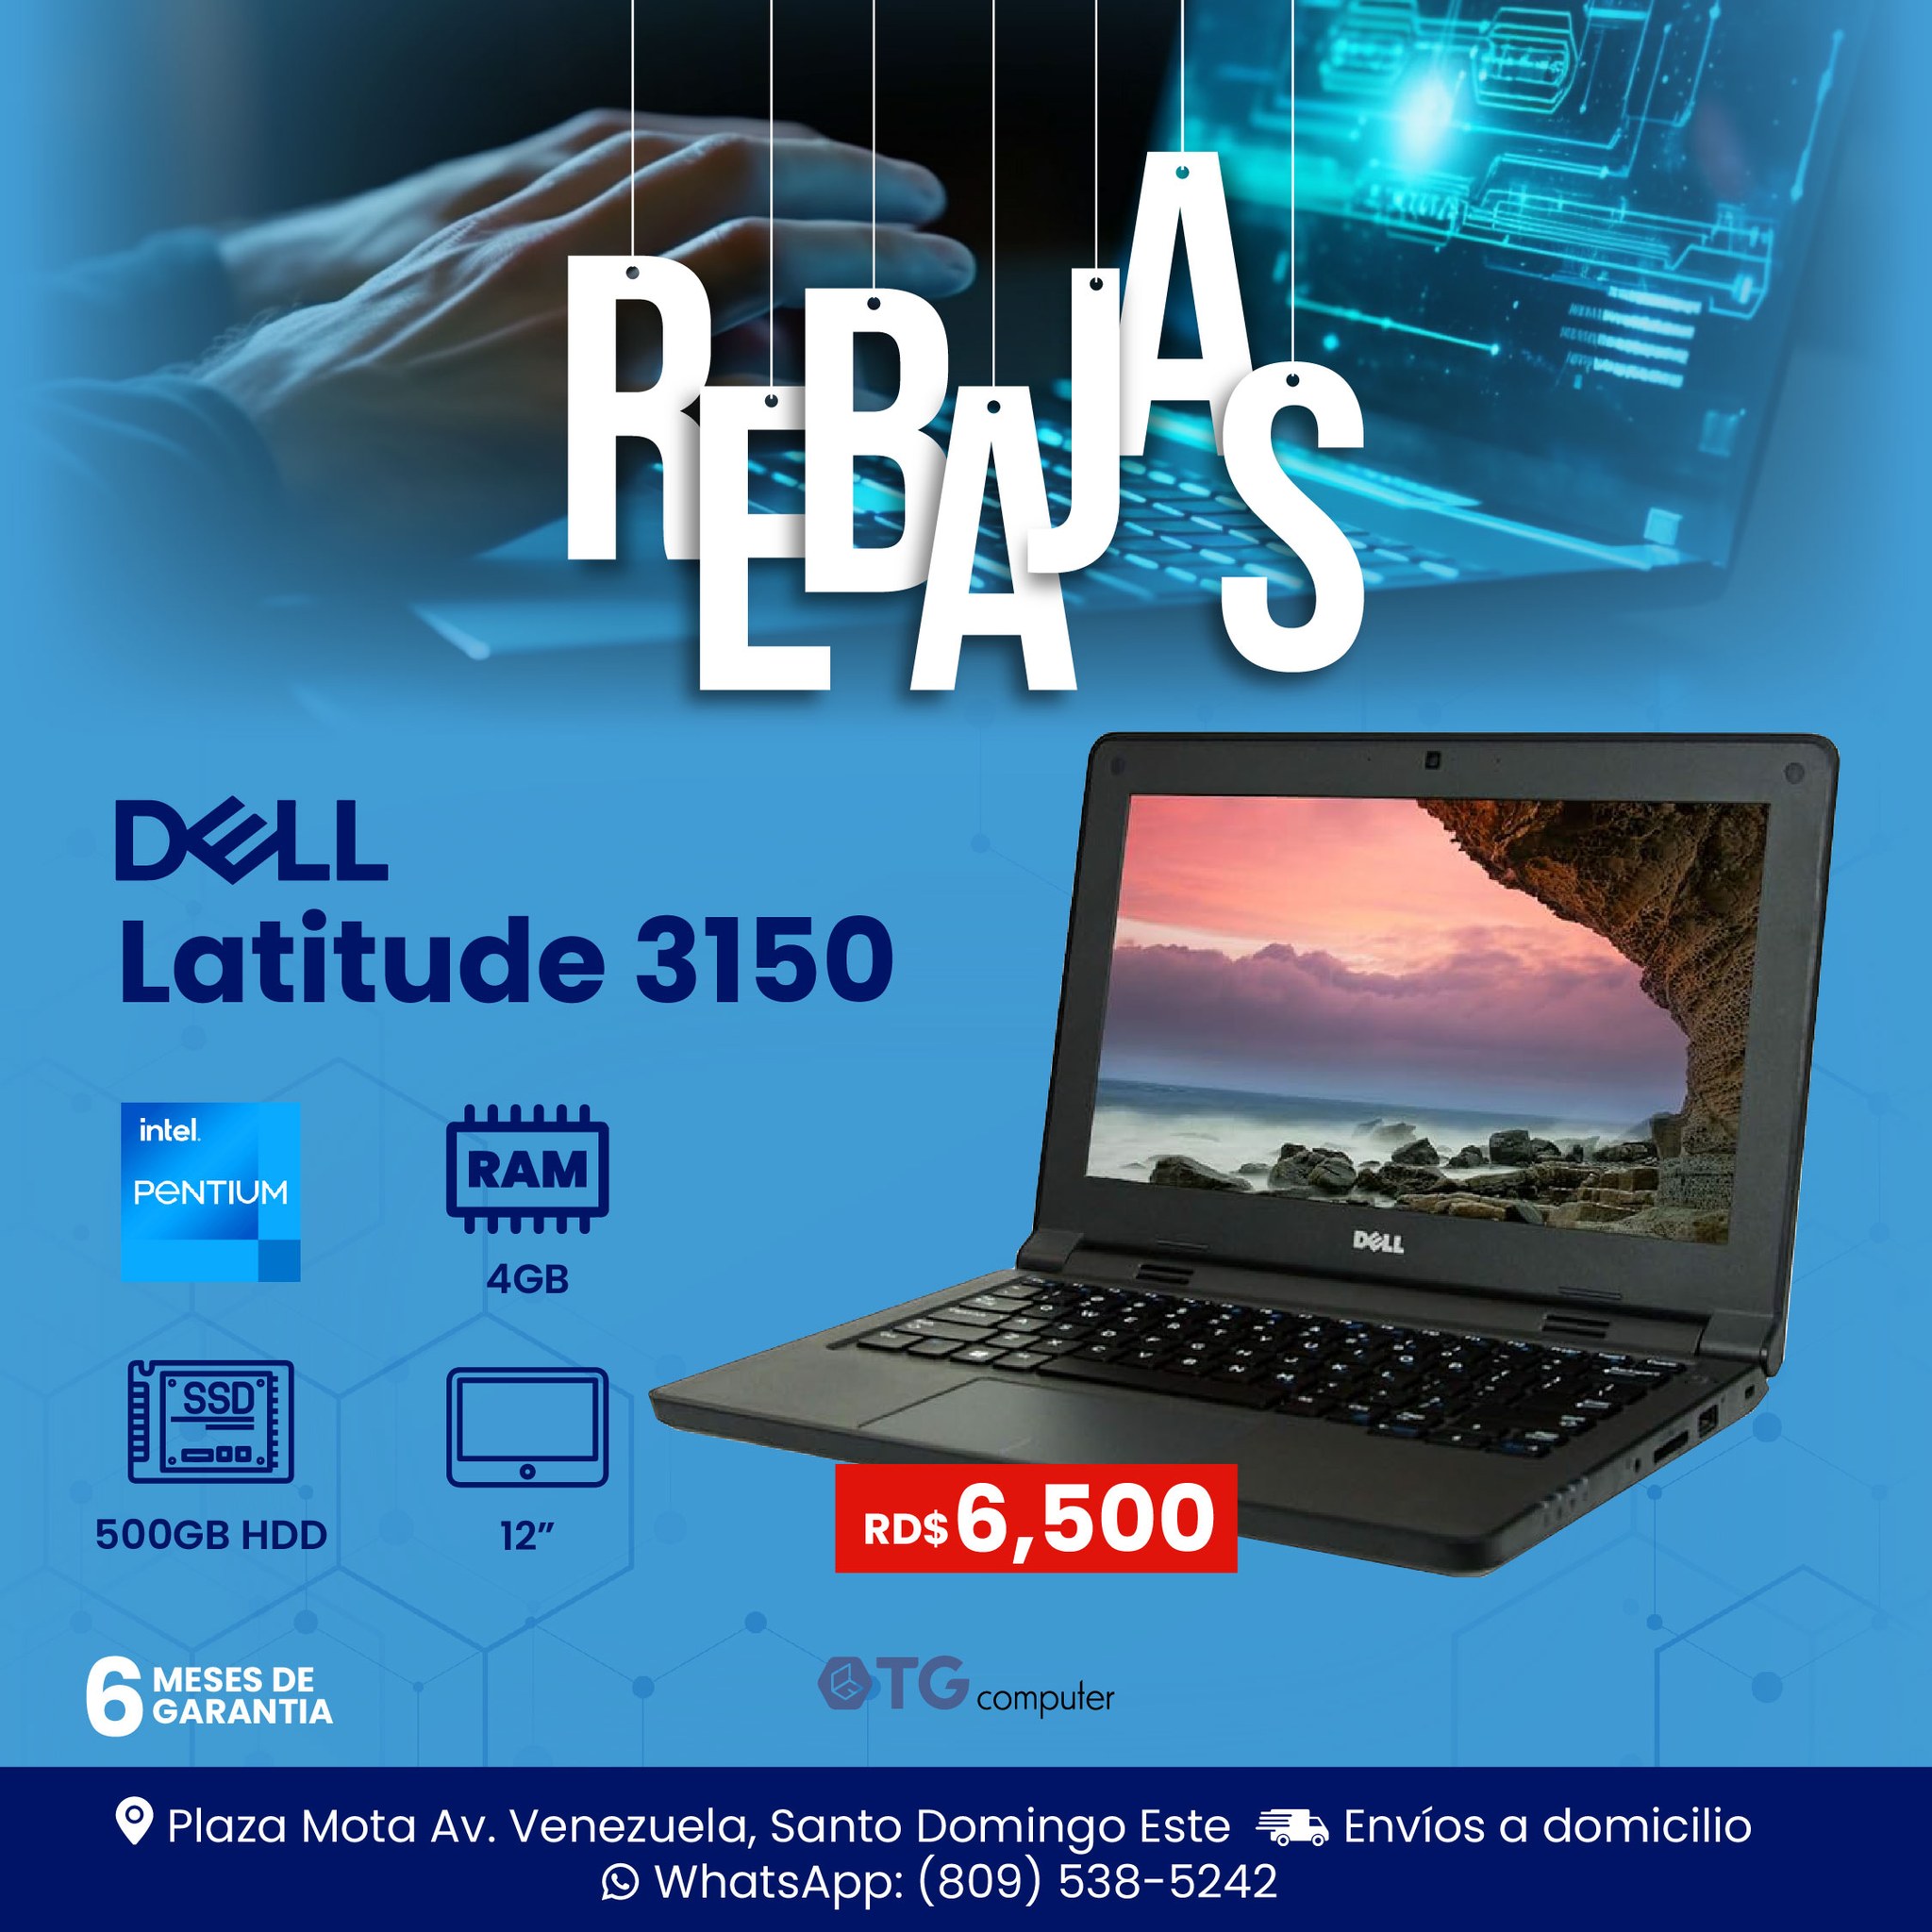 REBAJAS
DELL
Latitude 3150
intel.
PENTIUM
RAM
4GB
SSD
500GB HDD
12”
DELL
RD$6,500
6 MESES DE
GARANTIA
TG computer
Plaza Mota Av. Venezuela, Santo Domingo Este Envíos a domicilio
WhatsApp: (809) 538-5242